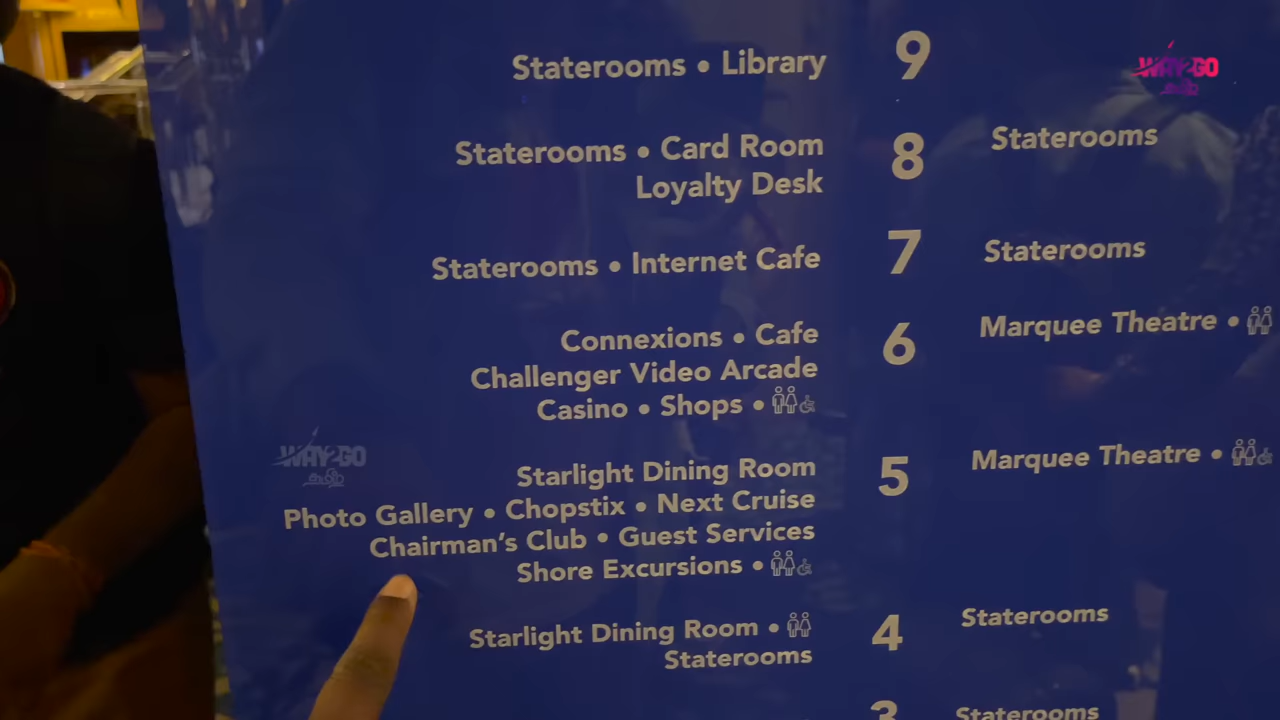 Staterooms • Library 9
WAY2GO
Staterooms • Card Room 8 Staterooms
Loyalty Desk
Staterooms • Internet Cafe 7 Staterooms
Connexions • Cafe 6 Marquee Theatre •
Challenger Video Arcade
Casino • Shops •
WAY2GO
Starlight Dining Room 5 Marquee Theatre •
Photo Gallery • Chopstix • Next Cruise
Chairman's Club • Guest Services
Shore Excursions •
Starlight Dining Room • 4 Staterooms
Staterooms
3 Staterooms